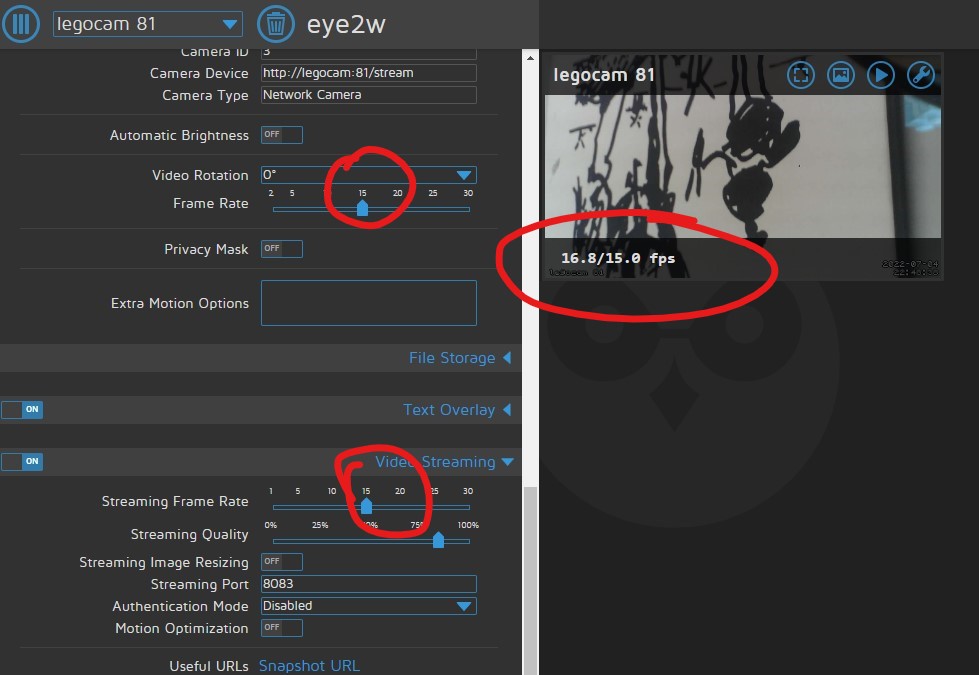 legocam 81
eye2w
Camera ID 3
Camera Device http://legocam:81/stream
Camera Type Network Camera
Automatic Brightness OFF
Video Rotation 0°
2 5 15 20 25 30
Frame Rate
Privacy Mask OFF
Extra Motion Options
File Storage
ON Text Overlay
ON Video Streaming
1 5 10 15 20 25 30
Streaming Frame Rate
0% 25% 50% 75% 100%
Streaming Quality
Streaming Image Resizing OFF
Streaming Port 8083
Authentication Mode Disabled
Motion Optimization OFF
Useful URLs Snapshot URL
legocam 81
16.8/15.0 fps
legocam 81
2022-07-04